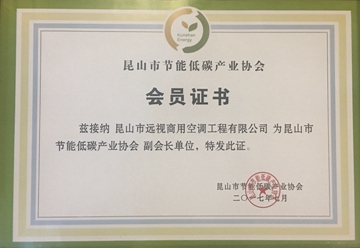 Kunshan
Energy
昆山市节能低碳产业协会
会员证书
兹接纳 昆山市远视商用空调工程有限公司 为昆山市
节能低碳产业协会 副会长单位，特发此证。
昆山市节能低碳产业协会
二〇一七年七月